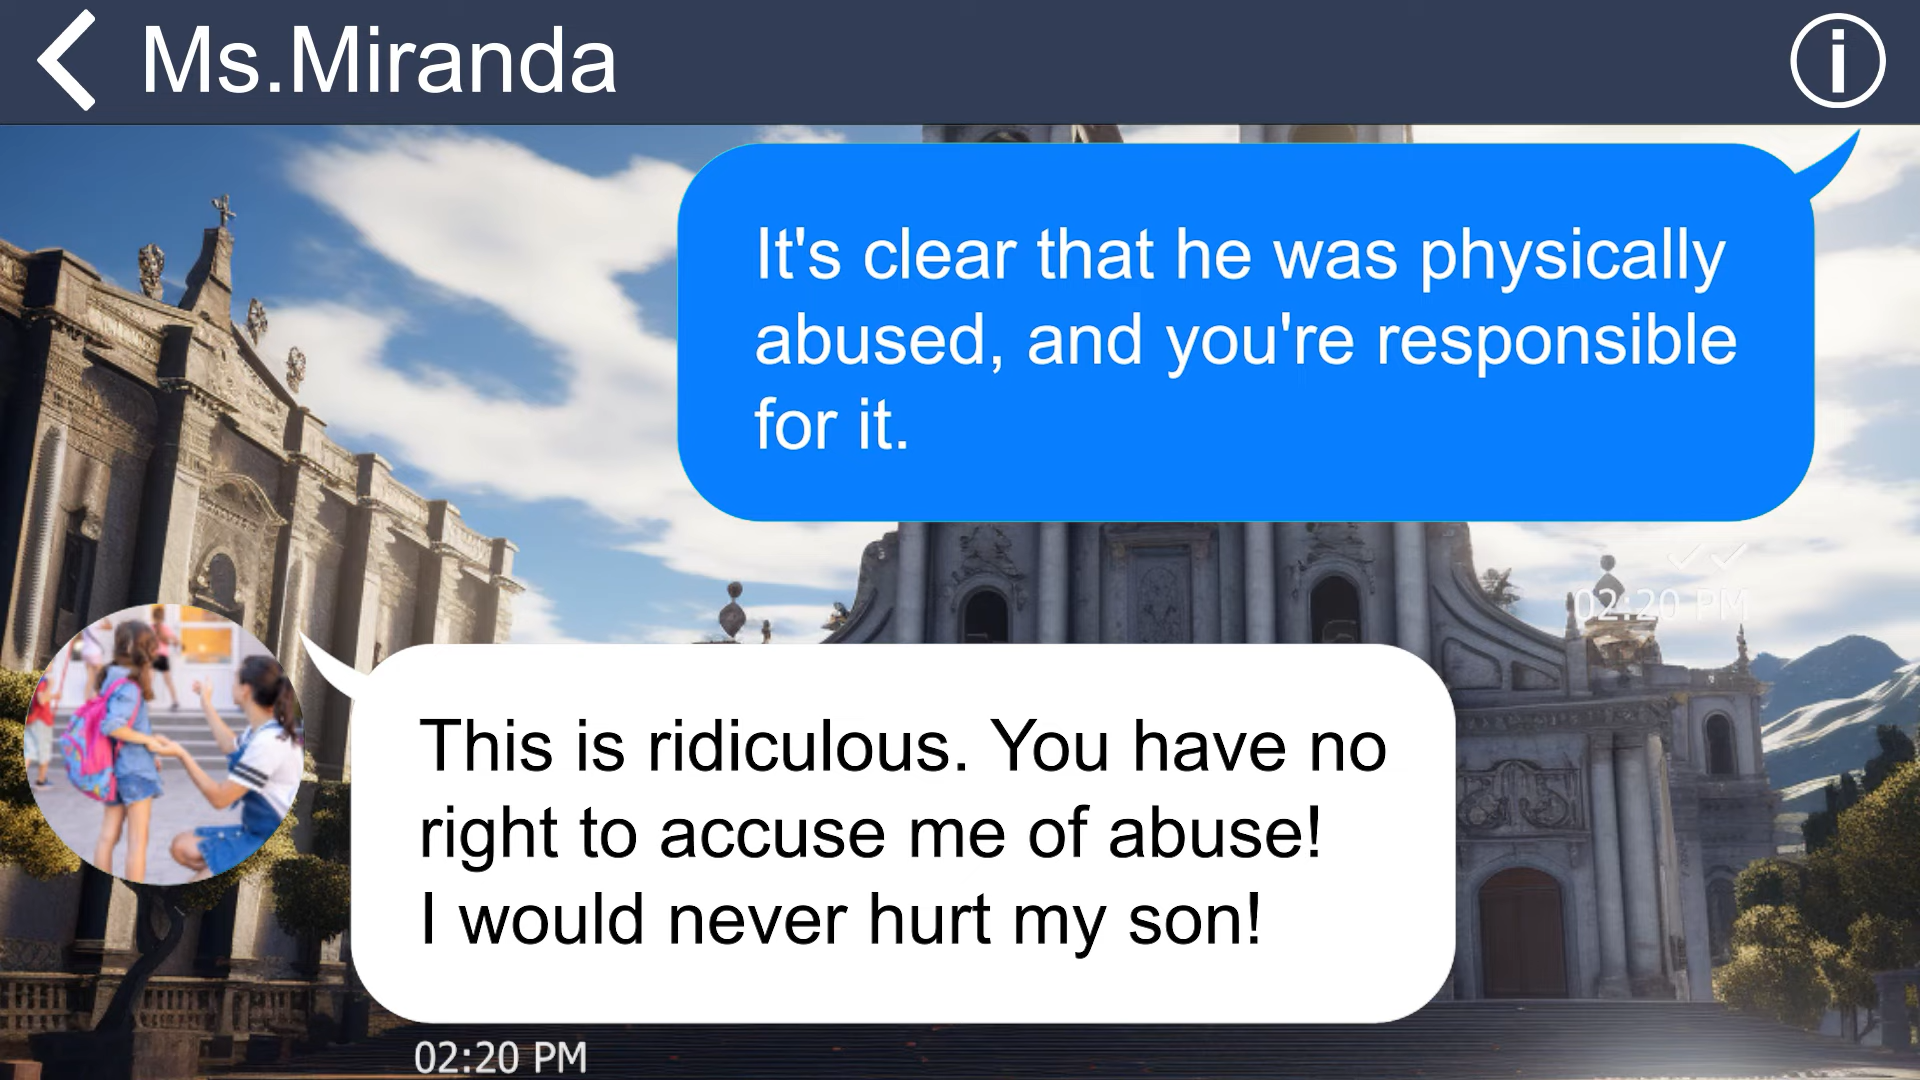 Ms.Miranda
It's clear that he was physically
abused, and you're responsible
for it.
02:20 PM
This is ridiculous. You have no
right to accuse me of abuse!
I would never hurt my son!
02:20 PM